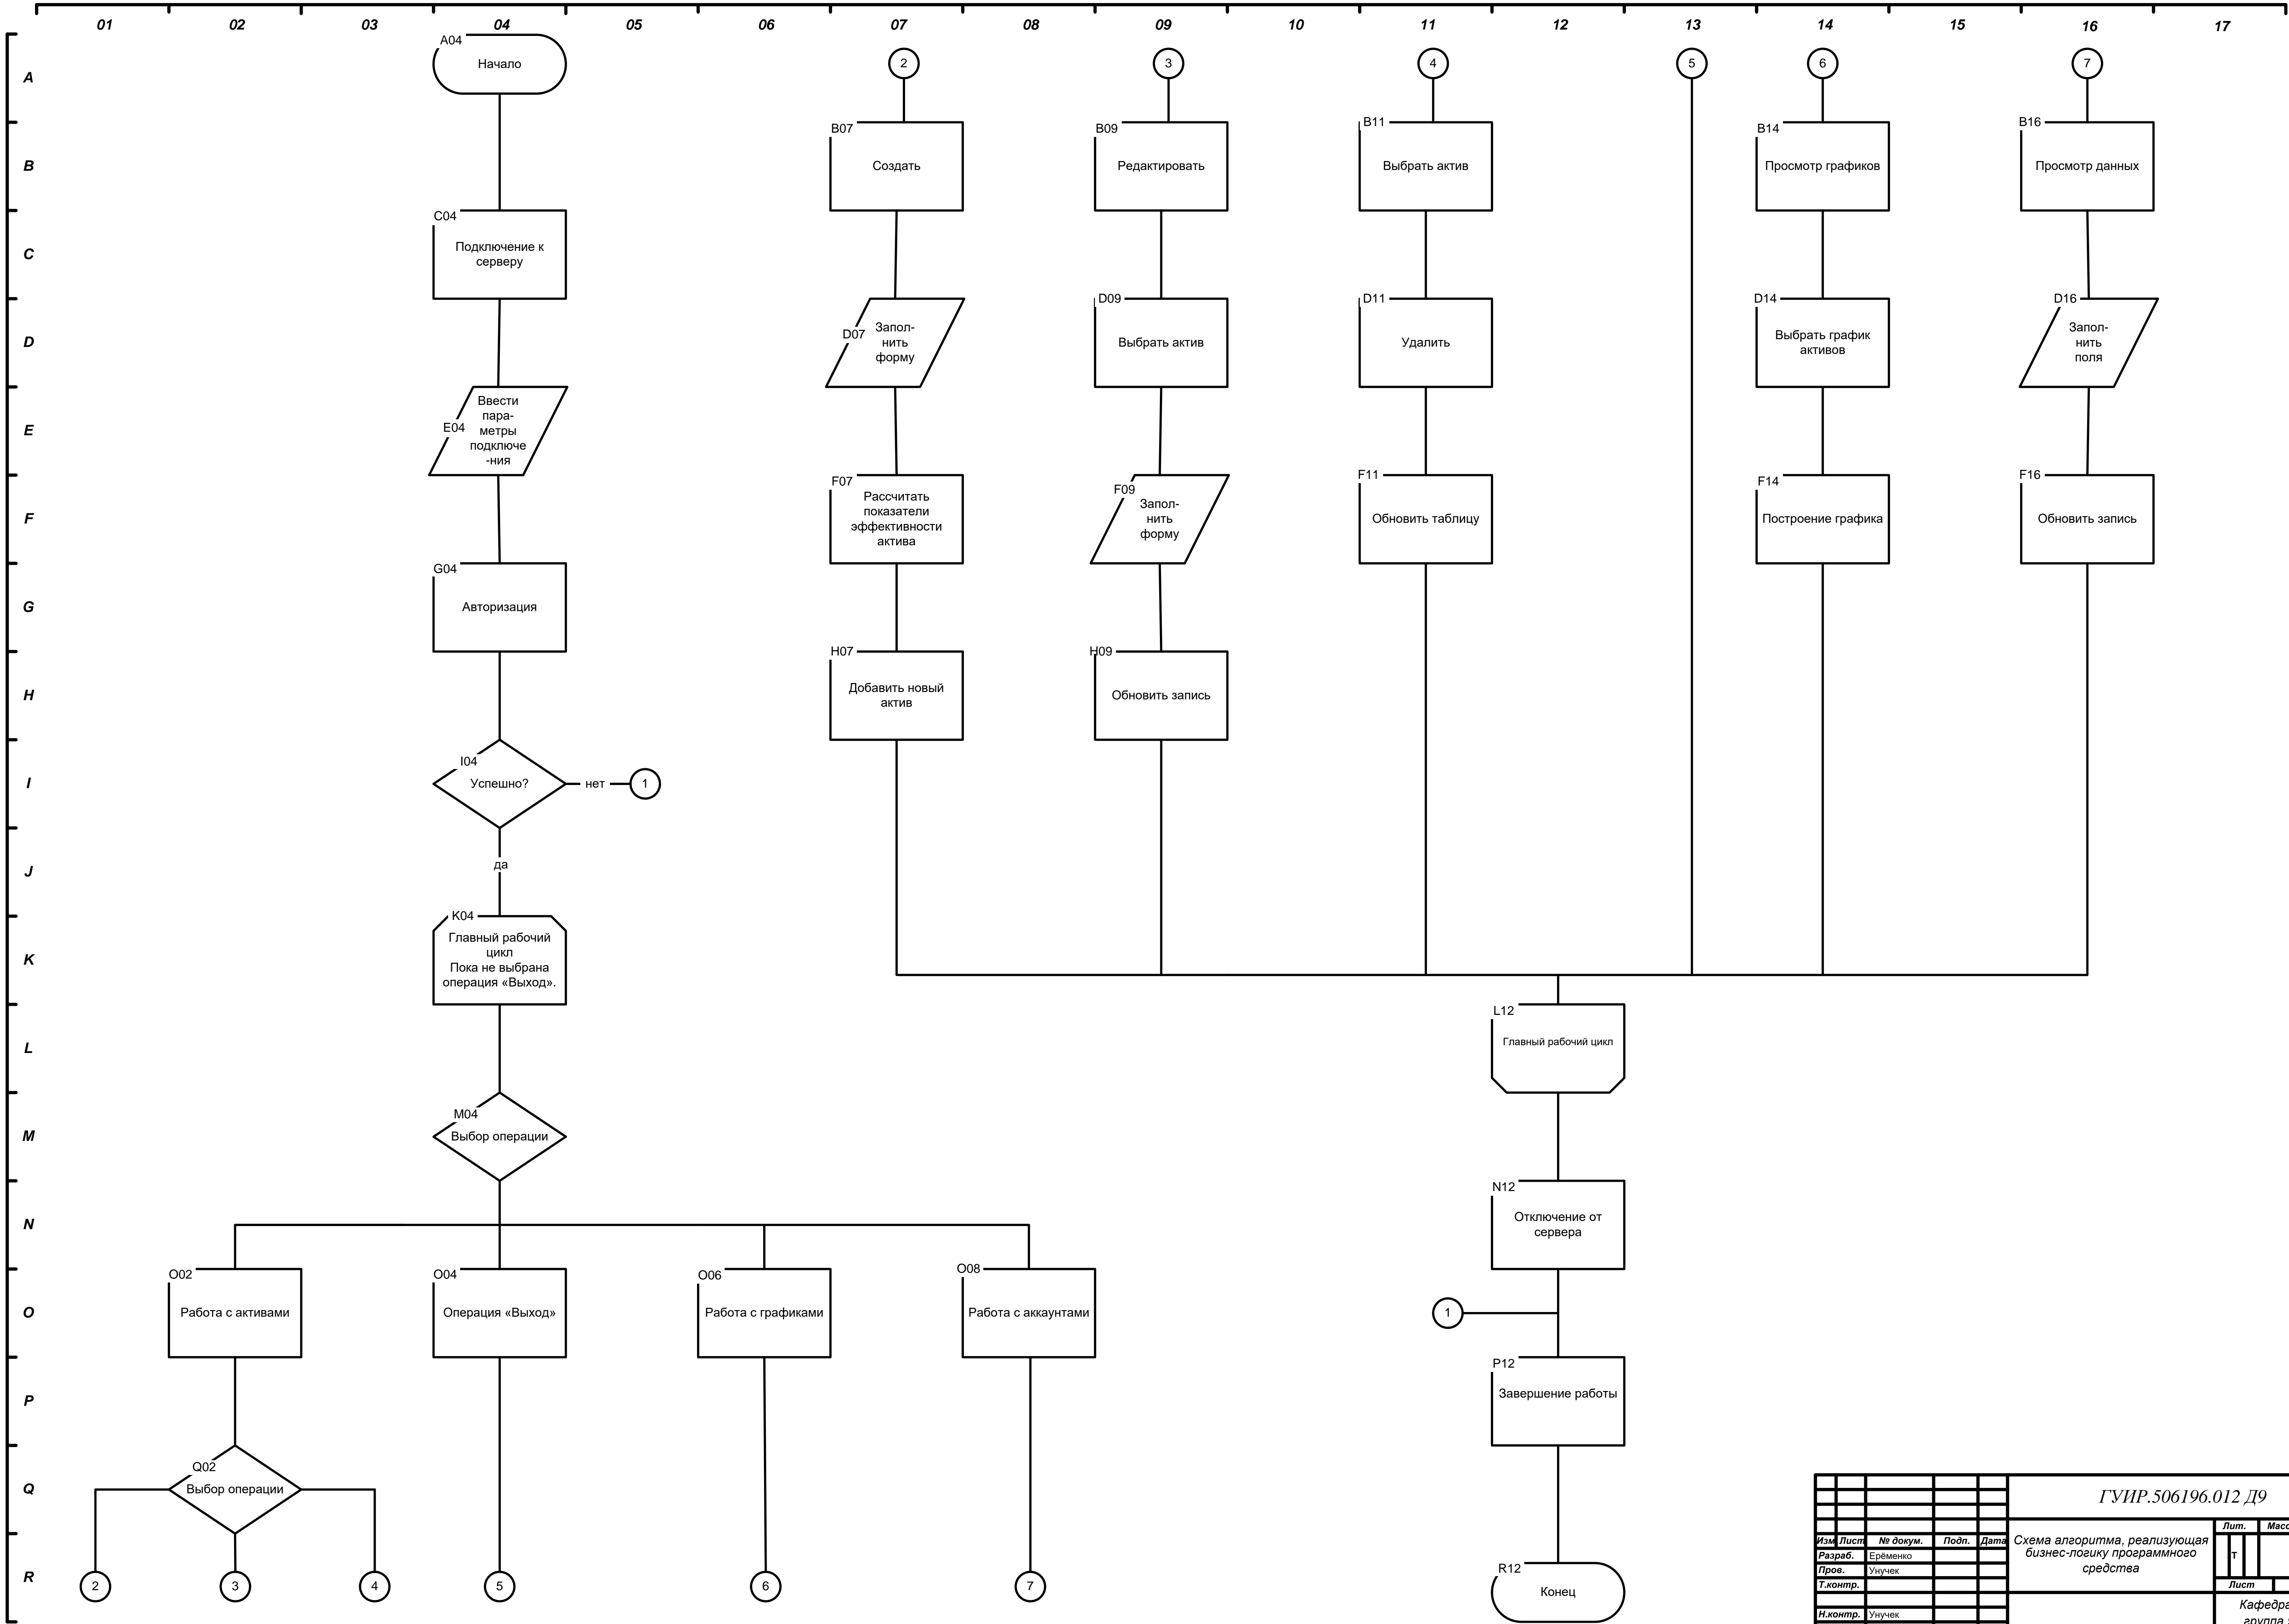 01 02 03 04 05 06 07 08 09 10 11 12 13 14 15 16 17
A
A04
Начало
2
3
4
5
6
7
B
B07
Создать
B09
Редактировать
B11
Выбрать актив
B14
Просмотр графиков
B16
Просмотр данных
C
C04
Подключение к
серверу
D
D07
Запол-
нить
форму
D09
Выбрать актив
D11
Удалить
D14
Выбрать график
активов
D16
Запол-
нить
поля
E
E04
Ввести
пара-
метры
подключе
-ния
F
F07
Рассчитать
показатели
эффективности
актива
F09
Запол-
нить
форму
F11
Обновить таблицу
F14
Построение графика
F16
Обновить запись
G
G04
Авторизация
H
H07
Добавить новый
актив
H09
Обновить запись
I
I04
Успешно?
нет
1
J
да
K
K04
Главный рабочий
цикл
Пока не выбрана
операция «Выход».
L
L12
Главный рабочий цикл
M
M04
Выбор операции
N
N12
Отключение от
сервера
O
O02
Работа с активами
O04
Операция «Выход»
O06
Работа с графиками
O08
Работа с аккаунтами
1
P
P12
Завершение работы
Q
Q02
Выбор операции
R
2
3
4
5
6
7
R12
Конец
ГУИР.506196.012 Д9
Изм Лист № докум. Подп. Дата
Разраб. Ерёменко
Пров. Унучек
Т.контр.
Н.контр. Унучек
Схема алгоритма, реализующая
бизнес-логику программного
средства
Лит.
Т
Лист